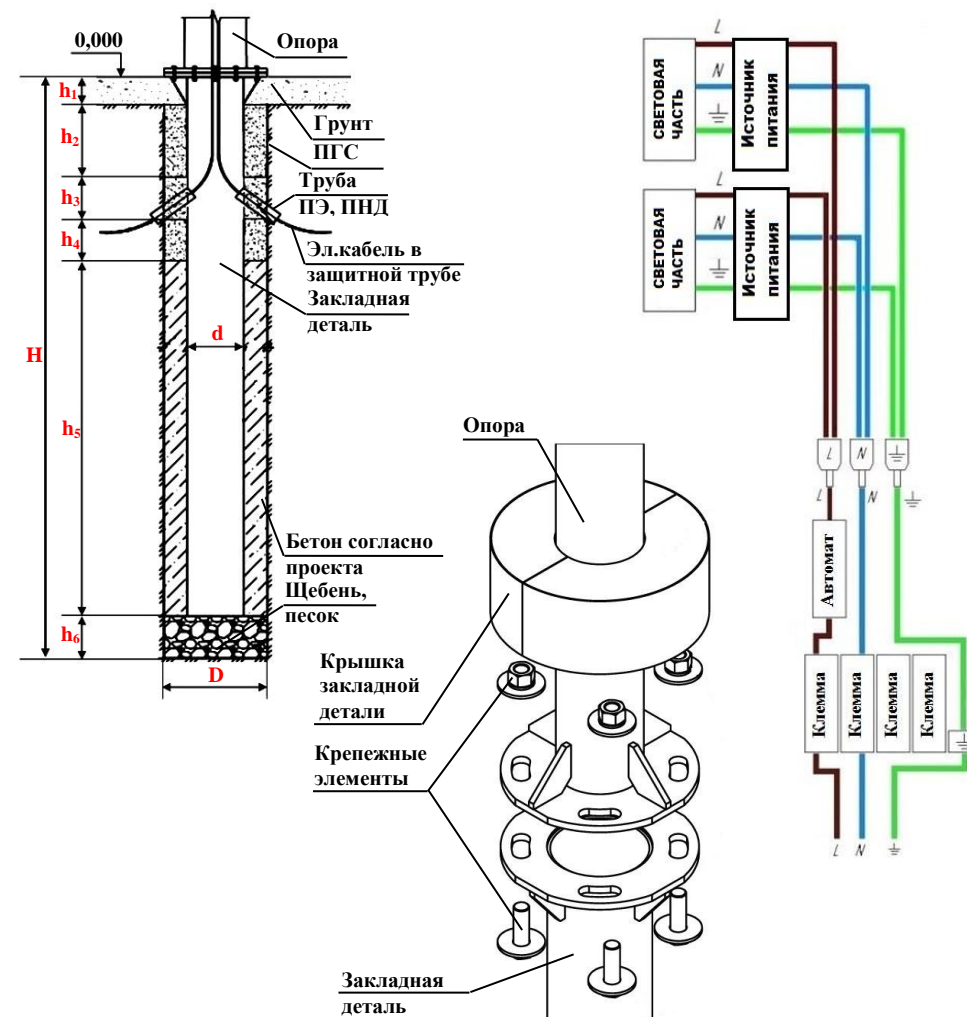 0,000
Опора
h1
h2
h3
h4
h5
h6
H
d
D
Грунт
ПГС
Труба
ПЭ, ПНД
Эл.кабель в
защитной трубе
Закладная
деталь
Бетон согласно
проекта
Щебень,
песок
Опора
Крышка
закладной
детали
Крепежные
элементы
Закладная
деталь
СВЕТОВАЯ
ЧАСТЬ
L
N
Источник
питания
СВЕТОВАЯ
ЧАСТЬ
L
N
Источник
питания
L
N
L
N
Автомат
Клемма
Клемма
Клемма
Клемма
L
N